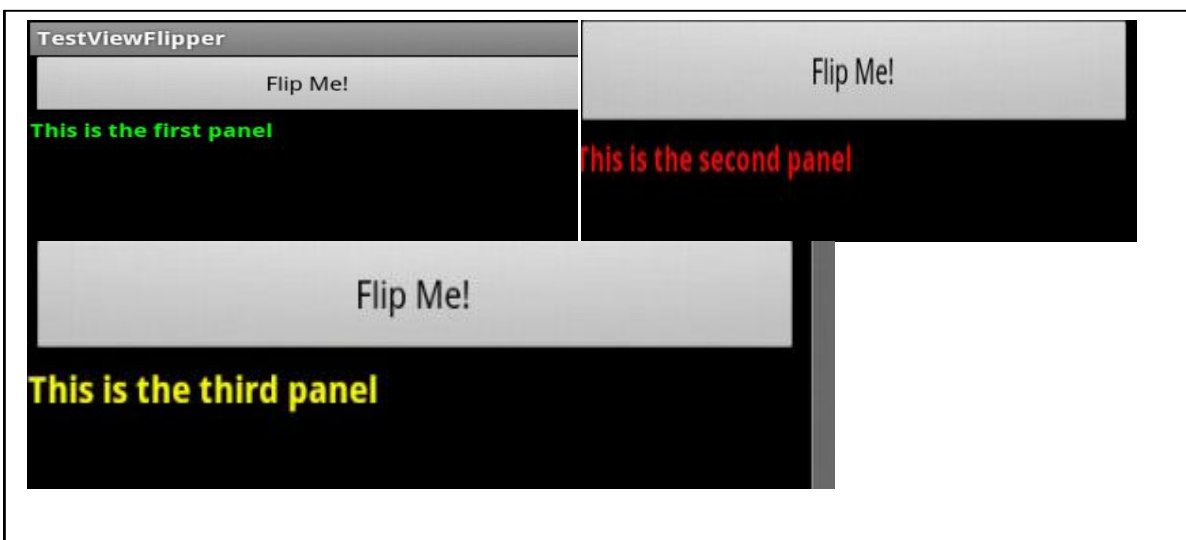 TestViewFlipper
Flip Me!
This is the first panel
Flip Me!
This is the second panel
Flip Me!
This is the third panel